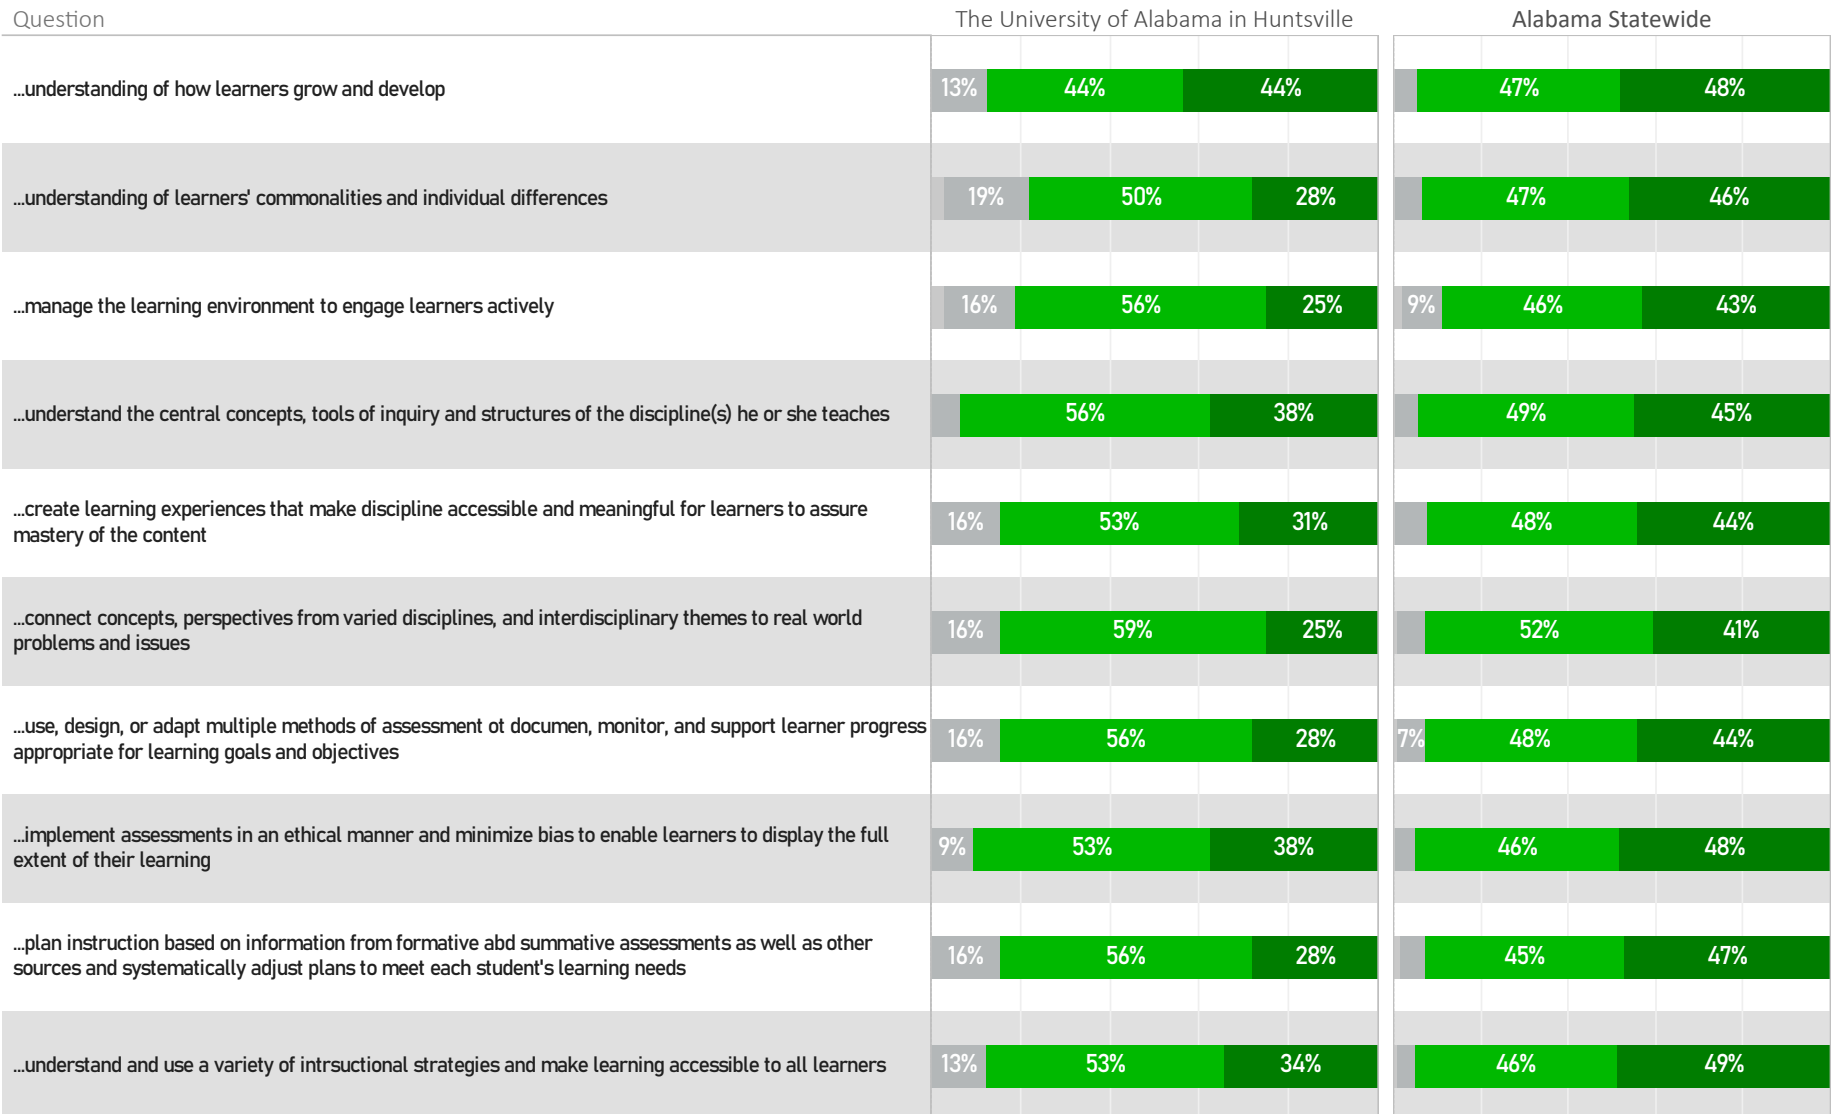 Question The University of Alabama in Huntsville Alabama Statewide
...understanding of how learners grow and develop 13% 44% 44% 47% 48%
...understanding of learners' commonalities and individual differences 19% 50% 28% 47% 46%
...manage the learning environment to engage learners actively 16% 56% 25% 9% 46% 43%
...understand the central concepts, tools of inquiry and structures of the discipline(s) he or she teaches 56% 38% 49% 45%
...create learning experiences that make discipline accessible and meaningful for learners to assure
mastery of the content 16% 53% 31% 48% 44%
...connect concepts, perspectives from varied disciplines, and interdisciplinary themes to real world
problems and issues 16% 59% 25% 52% 41%
...use, design, or adapt multiple methods of assessment ot documen, monitor, and support learner progress
appropriate for learning goals and objectives 16% 56% 28% 7% 48% 44%
...implement assessments in an ethical manner and minimize bias to enable learners to display the full
extent of their learning 9% 53% 38% 46% 48%
...plan instruction based on information from formative abd summative assessments as well as other
sources and systematically adjust plans to meet each student's learning needs 16% 56% 28% 45% 47%
...understand and use a variety of intrsuctional strategies and make learning accessible to all learners 13% 53% 34% 46% 49%